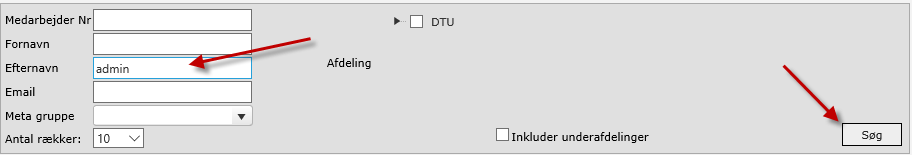 Medarbejder Nr
DTU
Fornavn
Efternavn admin
Afdeling
Email
Meta gruppe
Antal rækker: 10
Inkluder underafdelinger
Søg